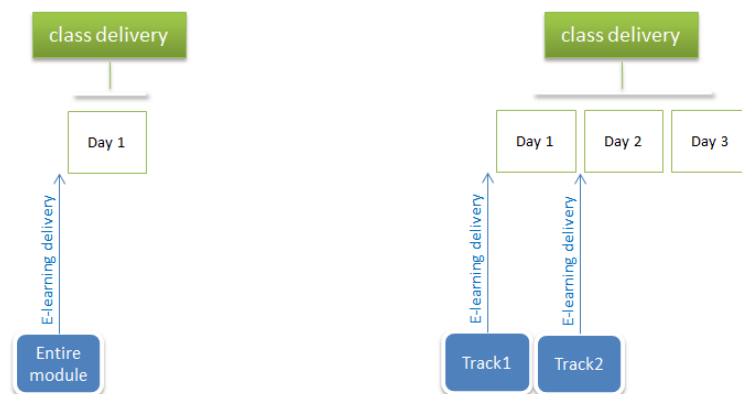 class delivery
class delivery
Day 1
Day 1
Day 2
Day 3
E-learning delivery
E-learning delivery
E-learning delivery
Entire
module
Track1
Track2